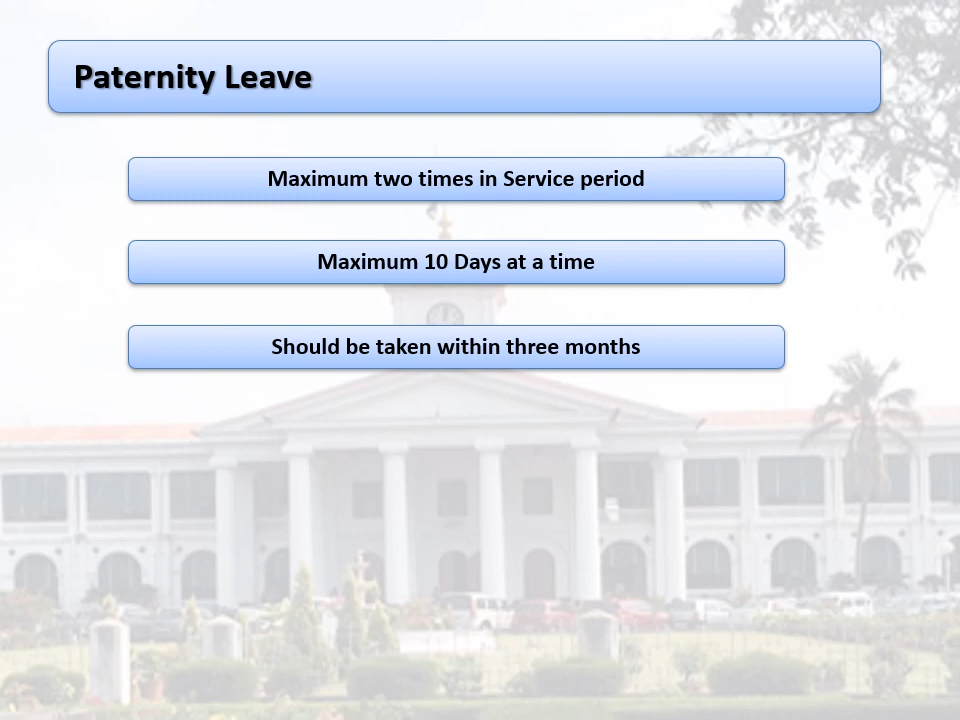 Paternity Leave
Maximum two times in Service period
Maximum 10 Days at a time
Should be taken within three months